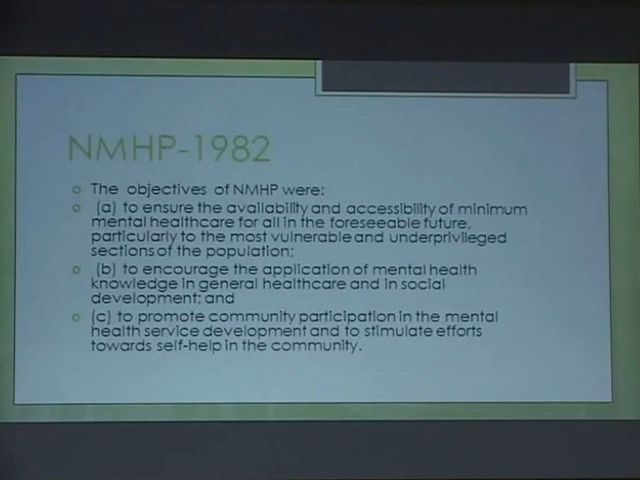 NMHP-1982
The objectives of NMHP were:
(a) to ensure the availability and accessibility of minimum
mental healthcare for all in the foreseeable future,
particularly to the most vulnerable and underprivileged
sections of the population;
(b) to encourage the application of mental health
knowledge in general healthcare and in social
development; and
(c) to promote community participation in the mental
health service development and to stimulate efforts
towards self-help in the community.